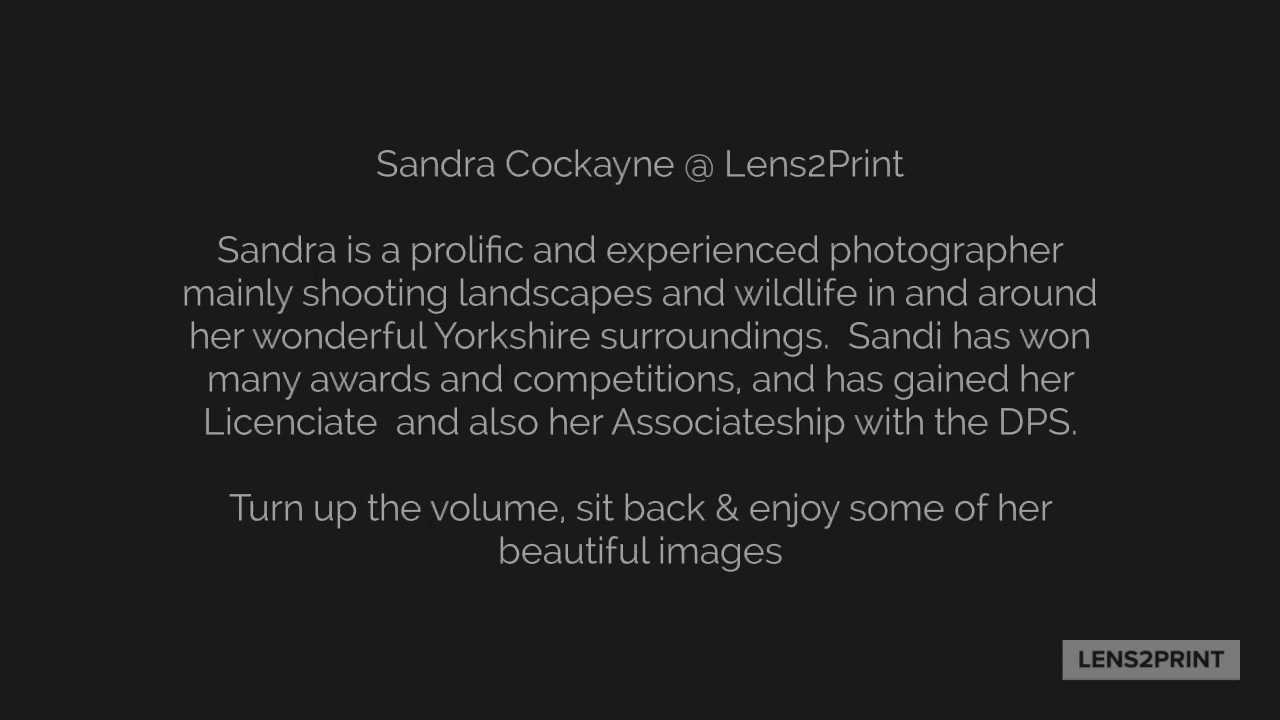 Sandra Cockayne @ Lens2Print
Sandra is a prolific and experienced photographer
mainly shooting landscapes and wildlife in and around
her wonderful Yorkshire surroundings.  Sandi has won
many awards and competitions, and has gained her
Licenciate  and also her Associateship with the DPS.
Turn up the volume, sit back & enjoy some of her
beautiful images
LENS2PRINT